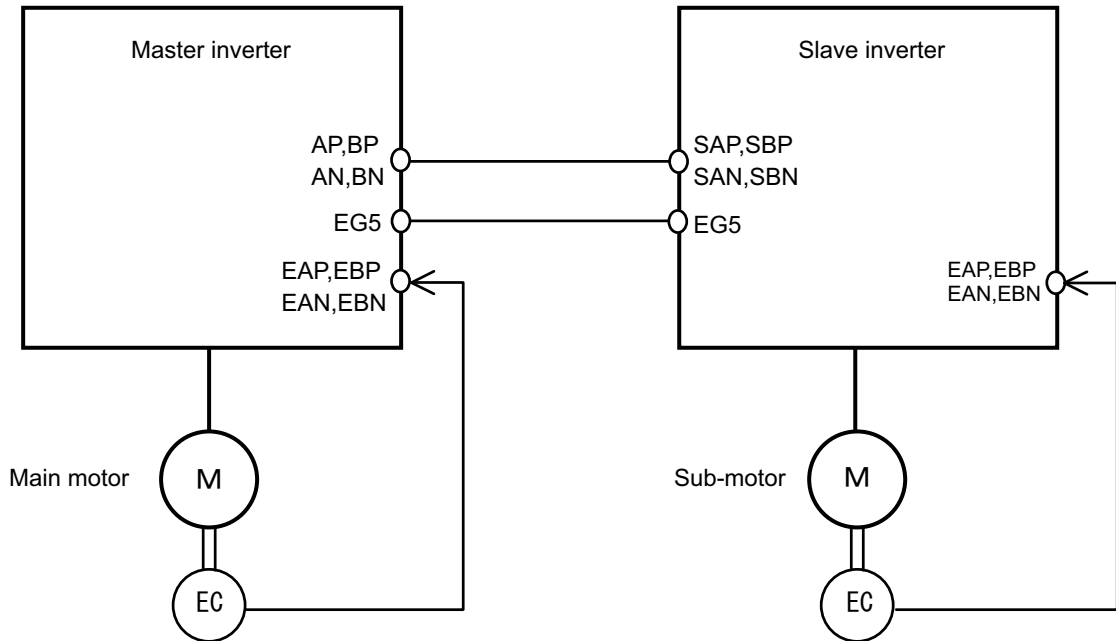 Master inverter
Slave inverter
AP,BP
AN,BN
SAP,SBP
SAN,SBN
EG5
EG5
EAP,EBP
EAN,EBN
EAP,EBP
EAN,EBN
Main motor
M
Sub-motor
M
EC
EC